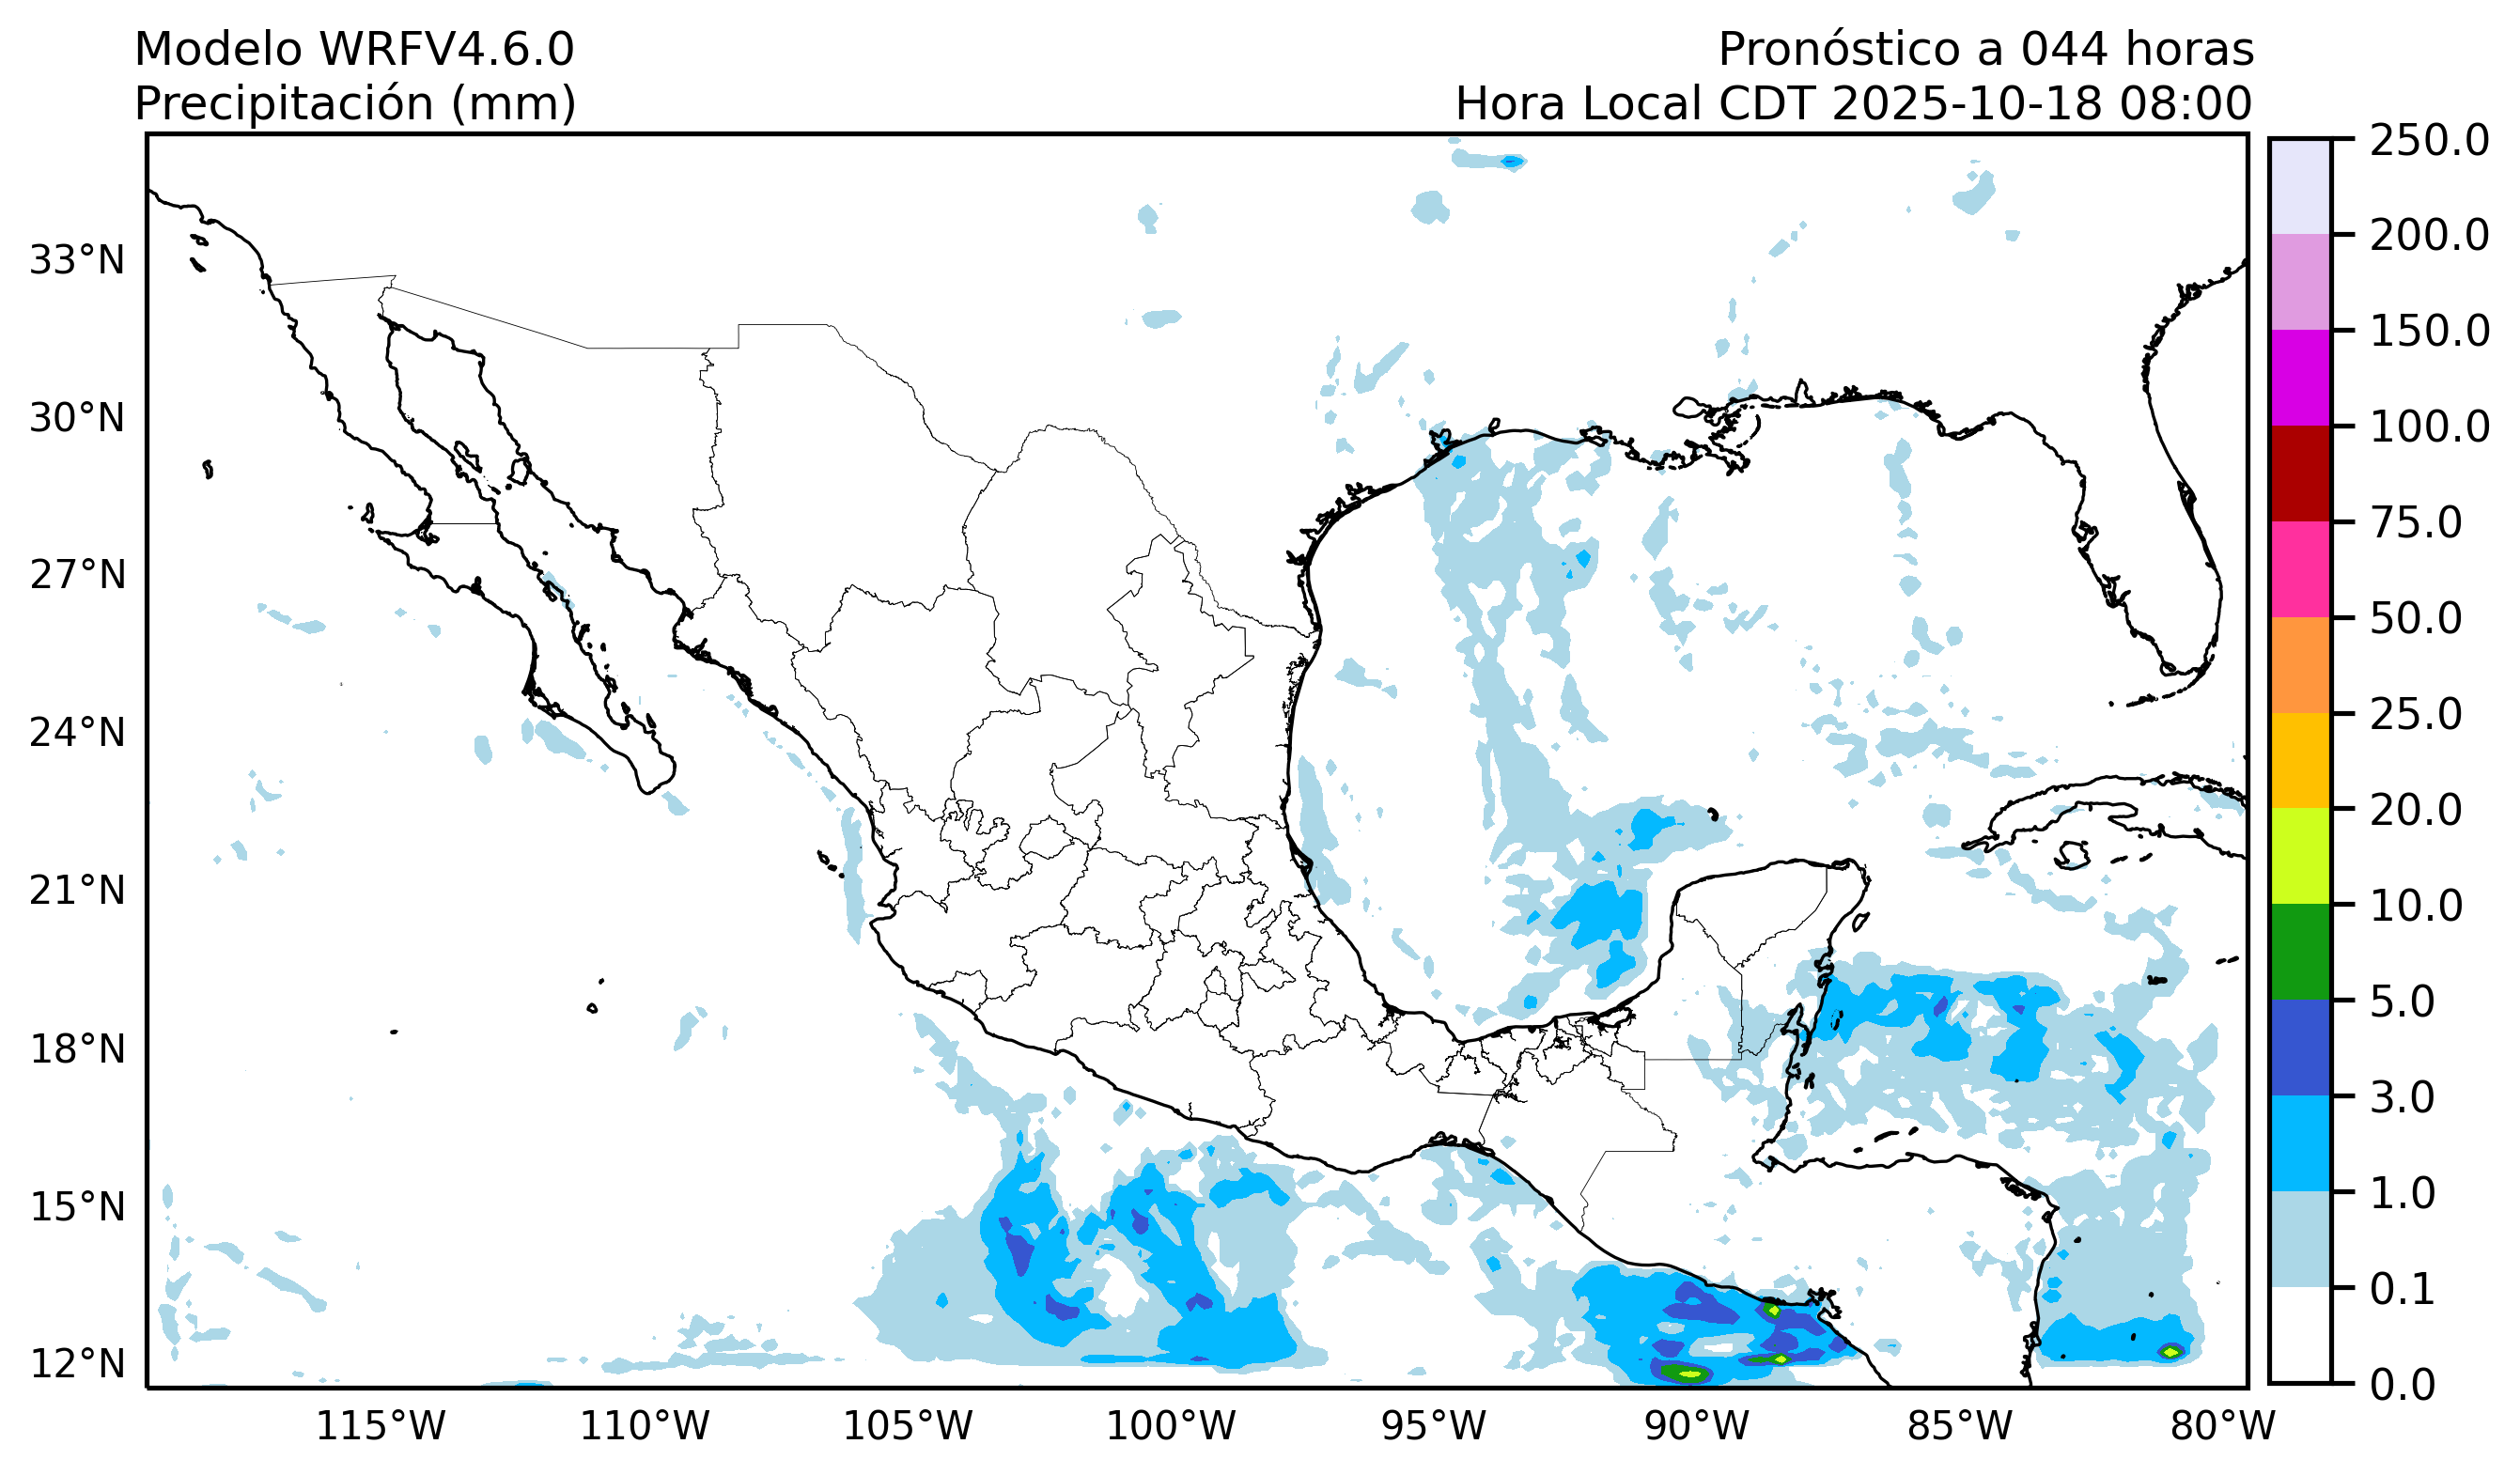 Modelo WRFV4.6.0
Precipitación (mm)
Pronóstico a 044 horas
Hora Local CDT 2025-10-18 08:00
33°N
30°N
27°N
24°N
21°N
18°N
15°N
12°N
115°W
110°W
105°W
100°W
95°W
90°W
85°W
80°W
250.0
200.0
150.0
100.0
75.0
50.0
25.0
20.0
10.0
5.0
3.0
1.0
0.1
0.0